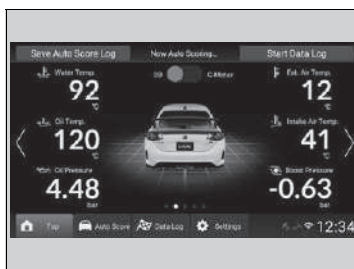 Save Auto Score Log
Now Auto Scoring...
Start Data Log
Water Temp.
92
°C
3D
G Meter
Ext. Air Temp.
12
°C
Oil Temp.
120
°C
Intake Air Temp.
41
°C
Oil Pressure
4.48
bar
Boost Pressure
-0.63
bar
Top
Auto Score
Data Log
Settings
12:34